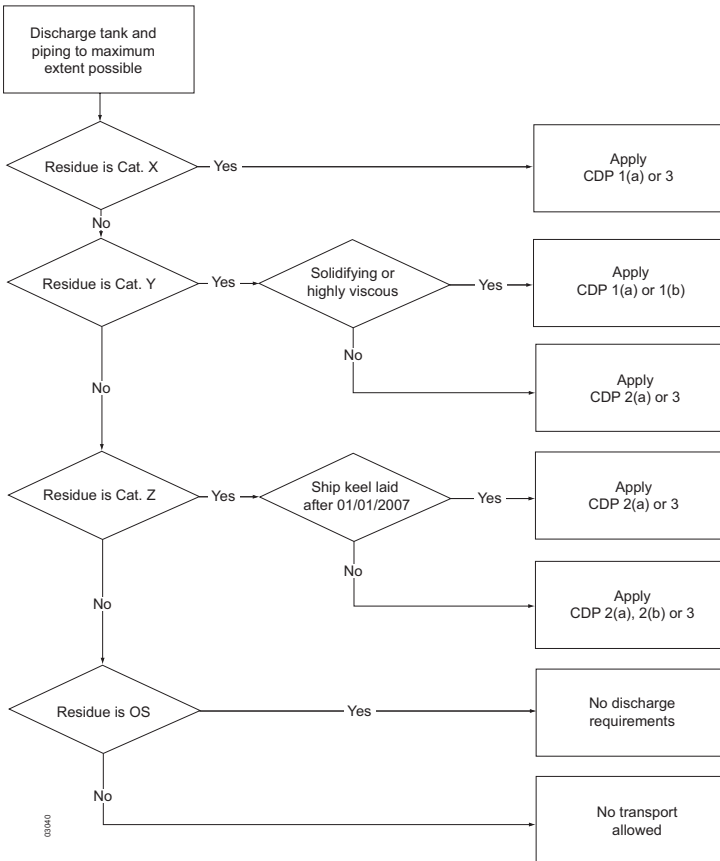 Discharge tank and
piping to maximum
extent possible
Residue is Cat. X
Yes
Apply
CDP 1(a) or 3
No
Residue is Cat. Y
Yes
Solidifying or
highly viscous
Yes
Apply
CDP 1(a) or 1(b)
No
Apply
CDP 2(a) or 3
No
Residue is Cat. Z
Yes
Ship keel laid
after 01/01/2007
Yes
Apply
CDP 2(a) or 3
No
Apply
CDP 2(a), 2(b) or 3
No
Residue is OS
Yes
No discharge
requirements
No
No transport
allowed
03040